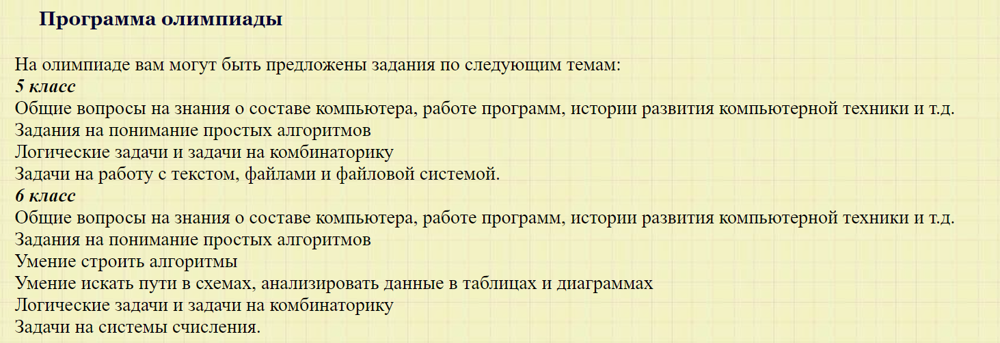 Программа олимпиады
На олимпиаде вам могут быть предложены задания по следующим темам:
5 класс
Общие вопросы на знания о составе компьютера, работе программ, истории развития компьютерной техники и т.д.
Задания на понимание простых алгоритмов
Логические задачи и задачи на комбинаторику
Задачи на работу с текстом, файлами и файловой системой.
6 класс
Общие вопросы на знания о составе компьютера, работе программ, истории развития компьютерной техники и т.д.
Задания на понимание простых алгоритмов
Умение строить алгоритмы
Умение искать пути в схемах, анализировать данные в таблицах и диаграммах
Логические задачи и задачи на комбинаторику
Задачи на системы счисления.